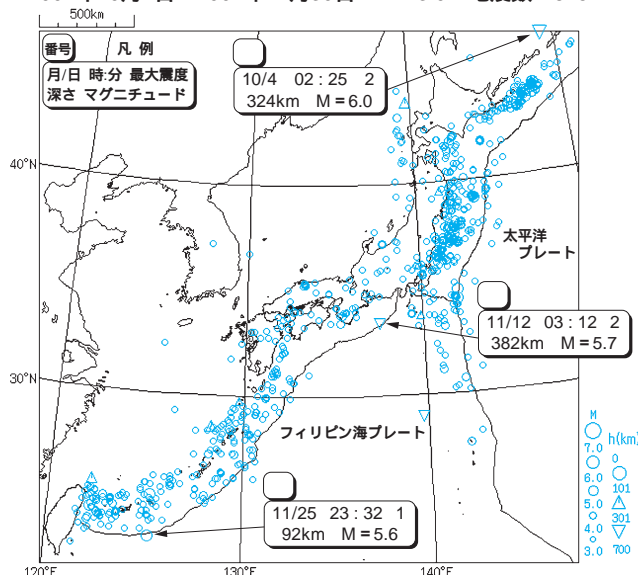 500km
番号 凡 例
月/日 時:分 最大震度
深さ マグニチュード
10/4 02:25 2
324km M=6.0
40°N
太平洋
プレート
11/12 03:12 2
382km M=5.7
30°N
フィリピン海プレート
11/25 23:32 1
92km M=5.6
M
7.0
6.0
5.0
4.0
3.0
h(km)
0
101
301
700
120°E
130°E
140°E